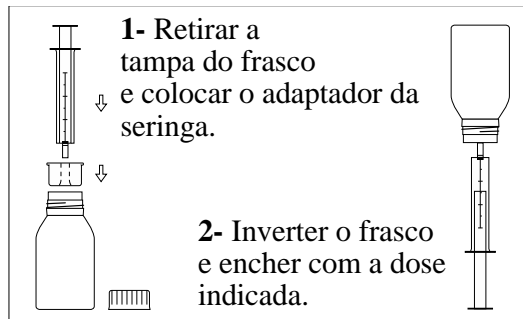 1- Retirar a
tampa do frasco
e colocar o adaptador da
seringa.
2- Inverter o frasco
e encher com a dose
indicada.